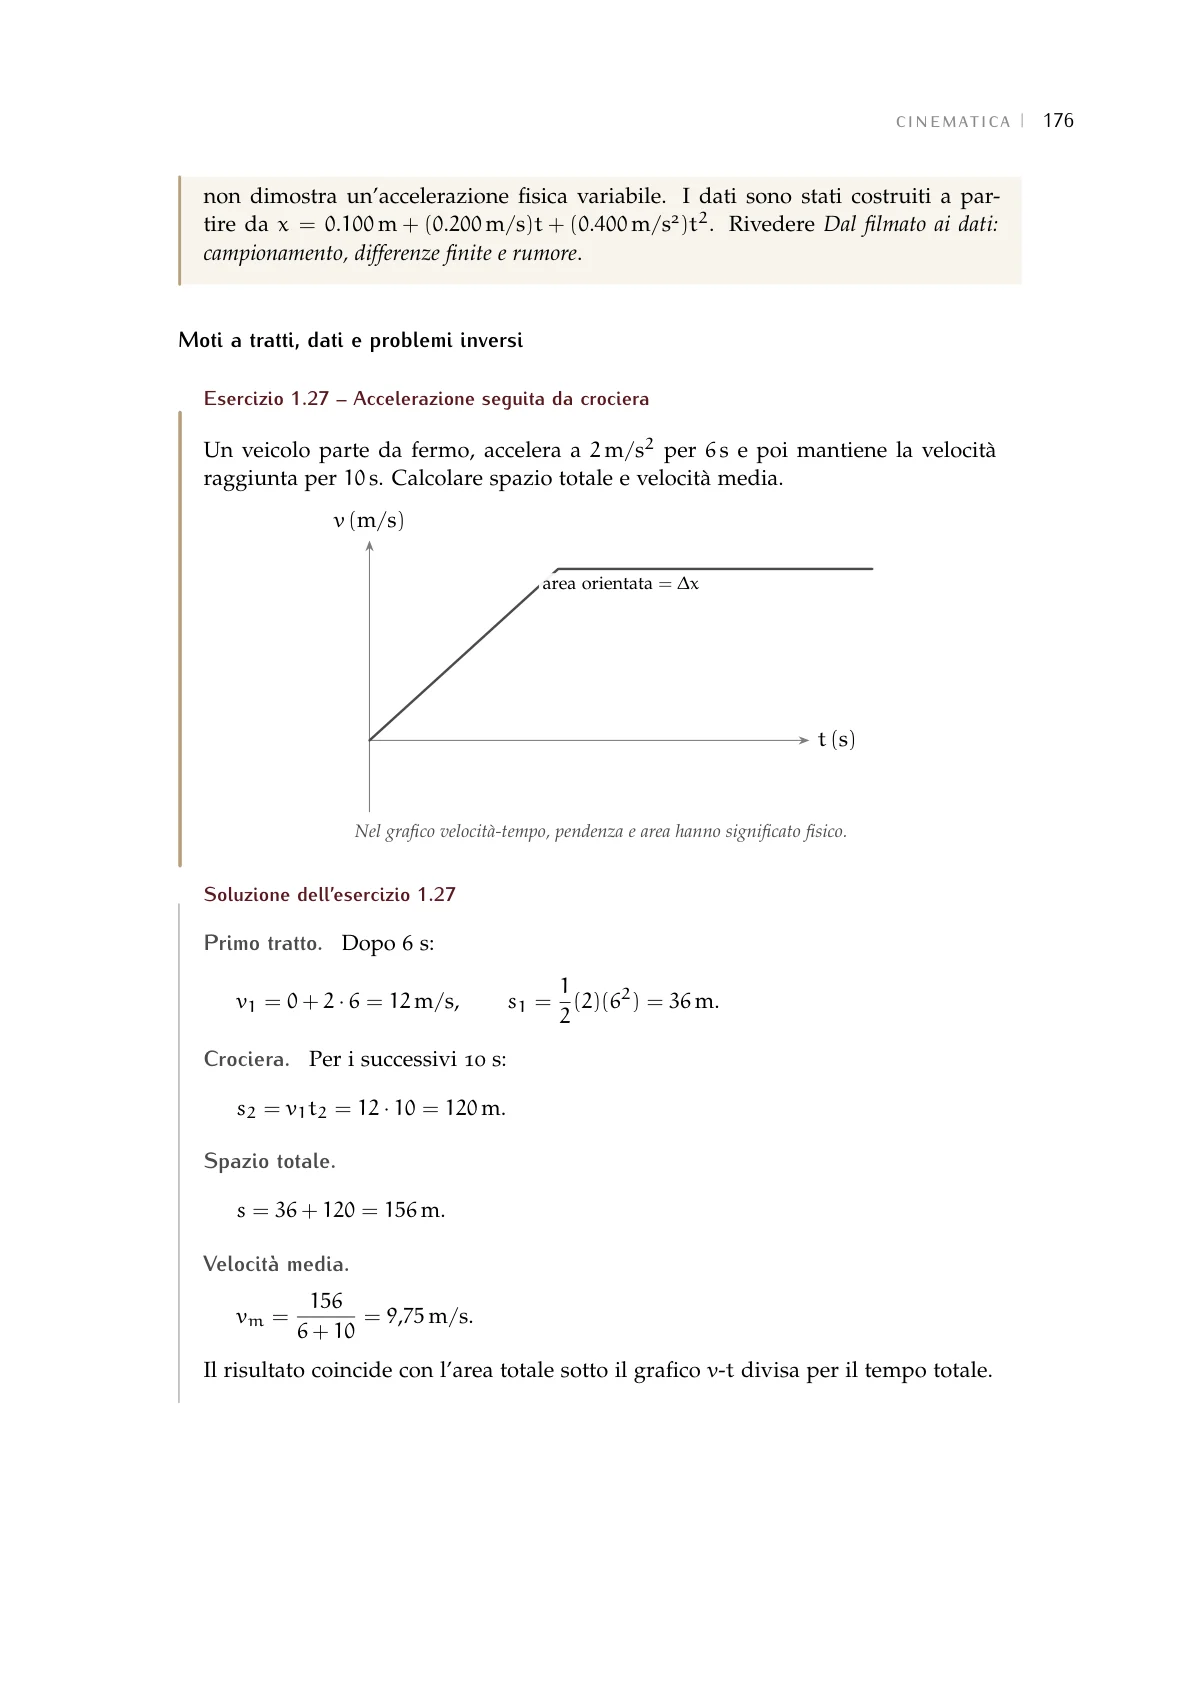 CINEMATICA | 176
non dimostra un'accelerazione fisica variabile. I dati sono stati costruiti a par-
tire da x = 0.100 m + (0.200 m/s)t + (0.400 m/s²)t². Rivedere Dal filmato ai dati:
campionamento, differenze finite e rumore.
Moti a tratti, dati e problemi inversi
Esercizio 1.27 – Accelerazione seguita da crociera
Un veicolo parte da fermo, accelera a 2 m/s² per 6 s e poi mantiene la velocità
raggiunta per 10 s. Calcolare spazio totale e velocità media.
v (m/s)
area orientata = Δx
t (s)
Nel grafico velocità-tempo, pendenza e area hanno significato fisico.
Soluzione dell'esercizio 1.27
Primo tratto. Dopo 6 s:
v₁ = 0 + 2 · 6 = 12 m/s, s₁ = 1/2 (2)(6²) = 36 m.
Crociera. Per i successivi 10 s:
s₂ = v₁t₂ = 12 · 10 = 120 m.
Spazio totale.
s = 36 + 120 = 156 m.
Velocità media.
vₘ = 156/(6 + 10) = 9,75 m/s.
Il risultato coincide con l'area totale sotto il grafico v-t divisa per il tempo totale.